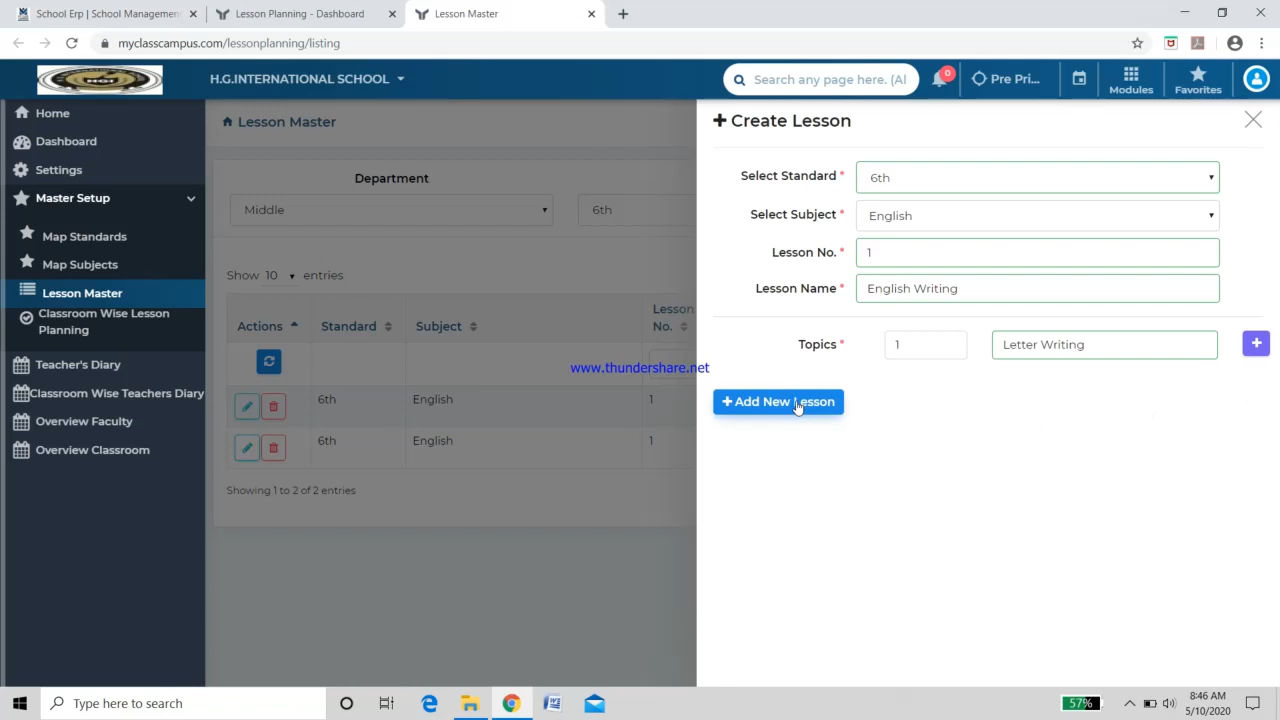 School Erp | School Management
Lesson Planning - Dashboard
Lesson Master
myclasscampus.com/lessonplanning/listing
H.G.INTERNATIONAL SCHOOL
Search any page here. (Al
0
Pre Pri...
Modules
Favorites
Home
Dashboard
Settings
Master Setup
Map Standards
Map Subjects
Lesson Master
Classroom Wise Lesson
Planning
Teacher's Diary
Classroom Wise Teachers Diary
Overview Faculty
Overview Classroom
Lesson Master
Department
Middle
6th
Show 10 entries
Actions
Standard
Subject
Lesson
No.
6th English 1
6th English 1
Showing 1 to 2 of 2 entries
www.thundershare.net
Create Lesson
Select Standard * 6th
Select Subject * English
Lesson No. * 1
Lesson Name * English Writing
Topics * 1 Letter Writing
Add New Lesson
Type here to search
57%
8:46 AM
5/10/2020